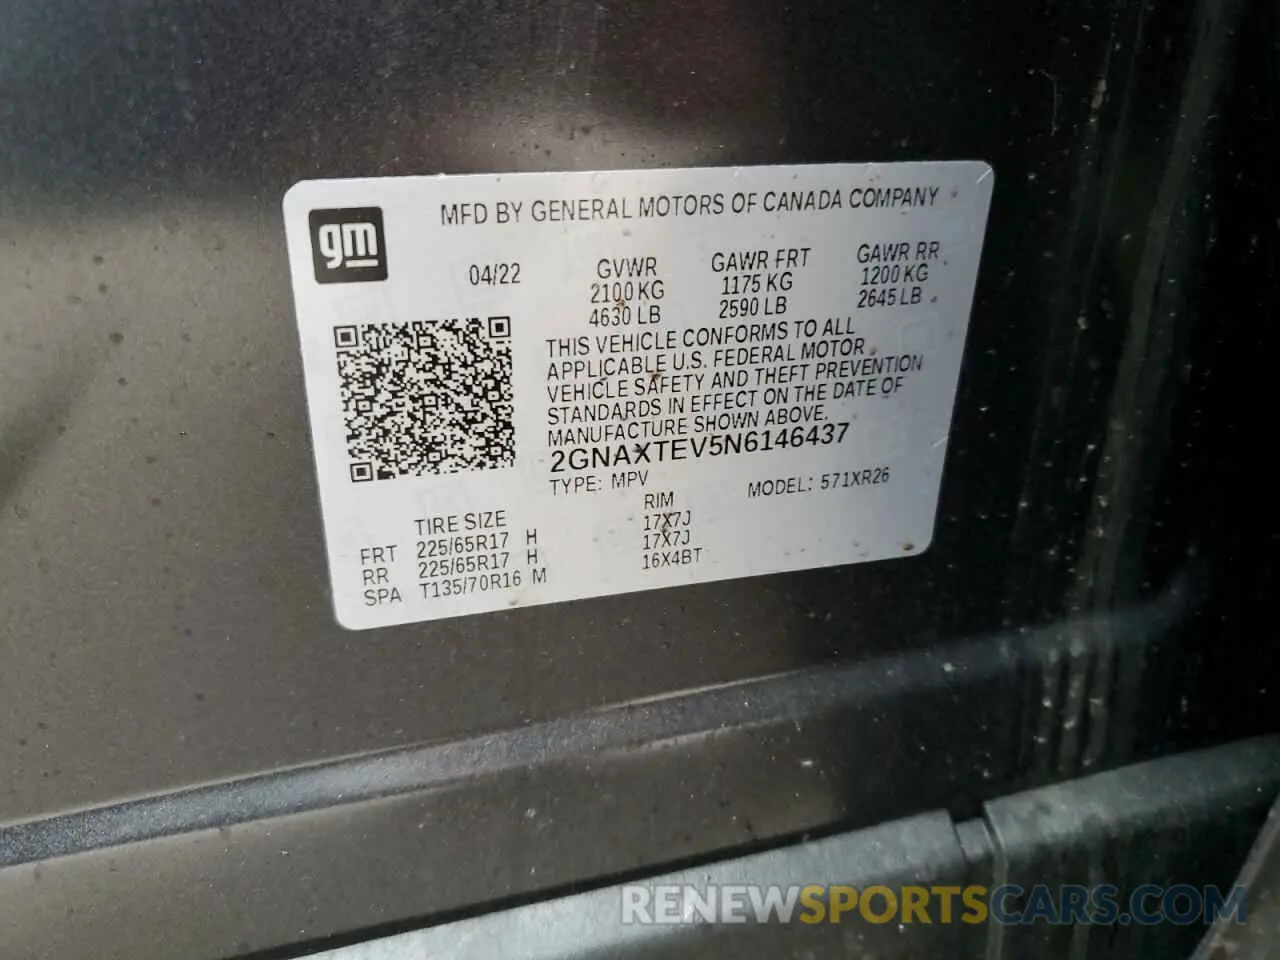 gm
MFD BY GENERAL MOTORS OF CANADA COMPANY
04/22
GVWR
2100 KG
4630 LB
GAWR FRT
1175 KG
2590 LB
GAWR RR
1200 KG
2645 LB
THIS VEHICLE CONFORMS TO ALL
APPLICABLE U.S. FEDERAL MOTOR
VEHICLE SAFETY AND THEFT PREVENTION
STANDARDS IN EFFECT ON THE DATE OF
MANUFACTURE SHOWN ABOVE.
2GNAXTEV5N6146437
TYPE: MPV
MODEL: 571XR26
TIRE SIZE
RIM
FRT 225/65R17 H 17X7J
RR 225/65R17 H 17X7J
SPA T135/70R16 M 16X4BT
RENEWSPORTSCARS.COM